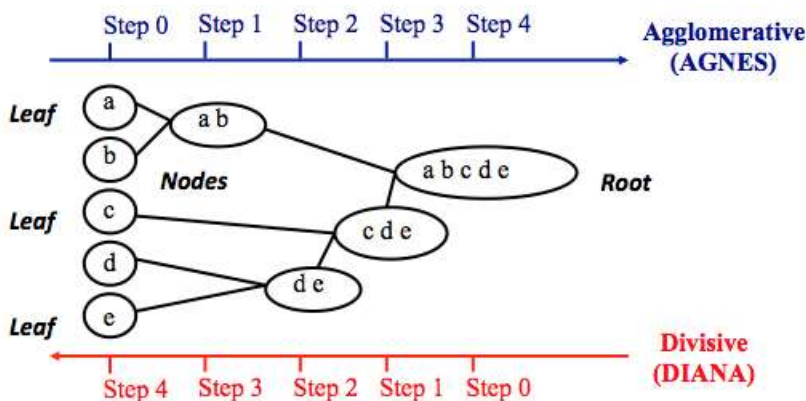 Step 0 Step 1 Step 2 Step 3 Step 4
Agglomerative
(AGNES)
Leaf a
a b
b
Nodes
a b c d e
Root
Leaf c
c d e
d
d e
Leaf e
Divisive
(DIANA)
Step 4 Step 3 Step 2 Step 1 Step 0